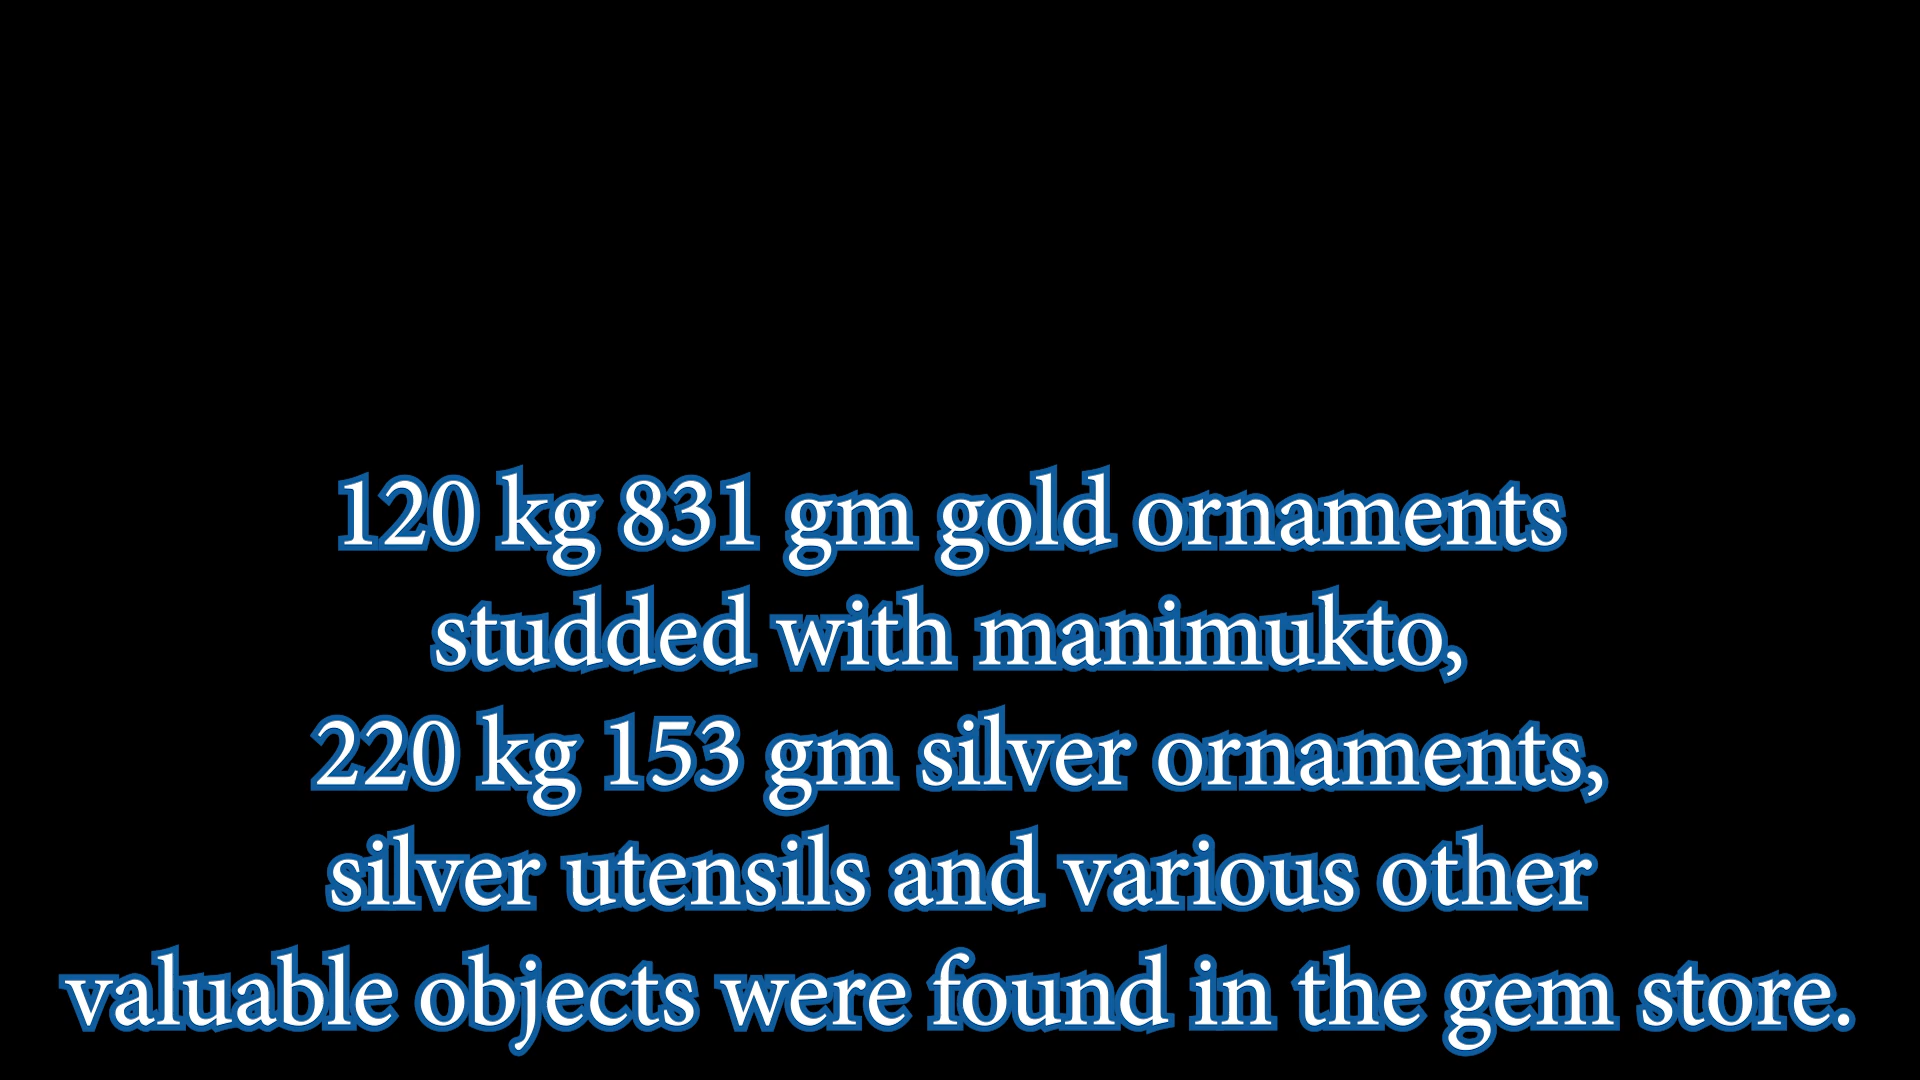 120 kg 831 gm gold ornaments
studded with manimukto,
220 kg 153 gm silver ornaments,
silver utensils and various other
valuable objects were found in the gem store.